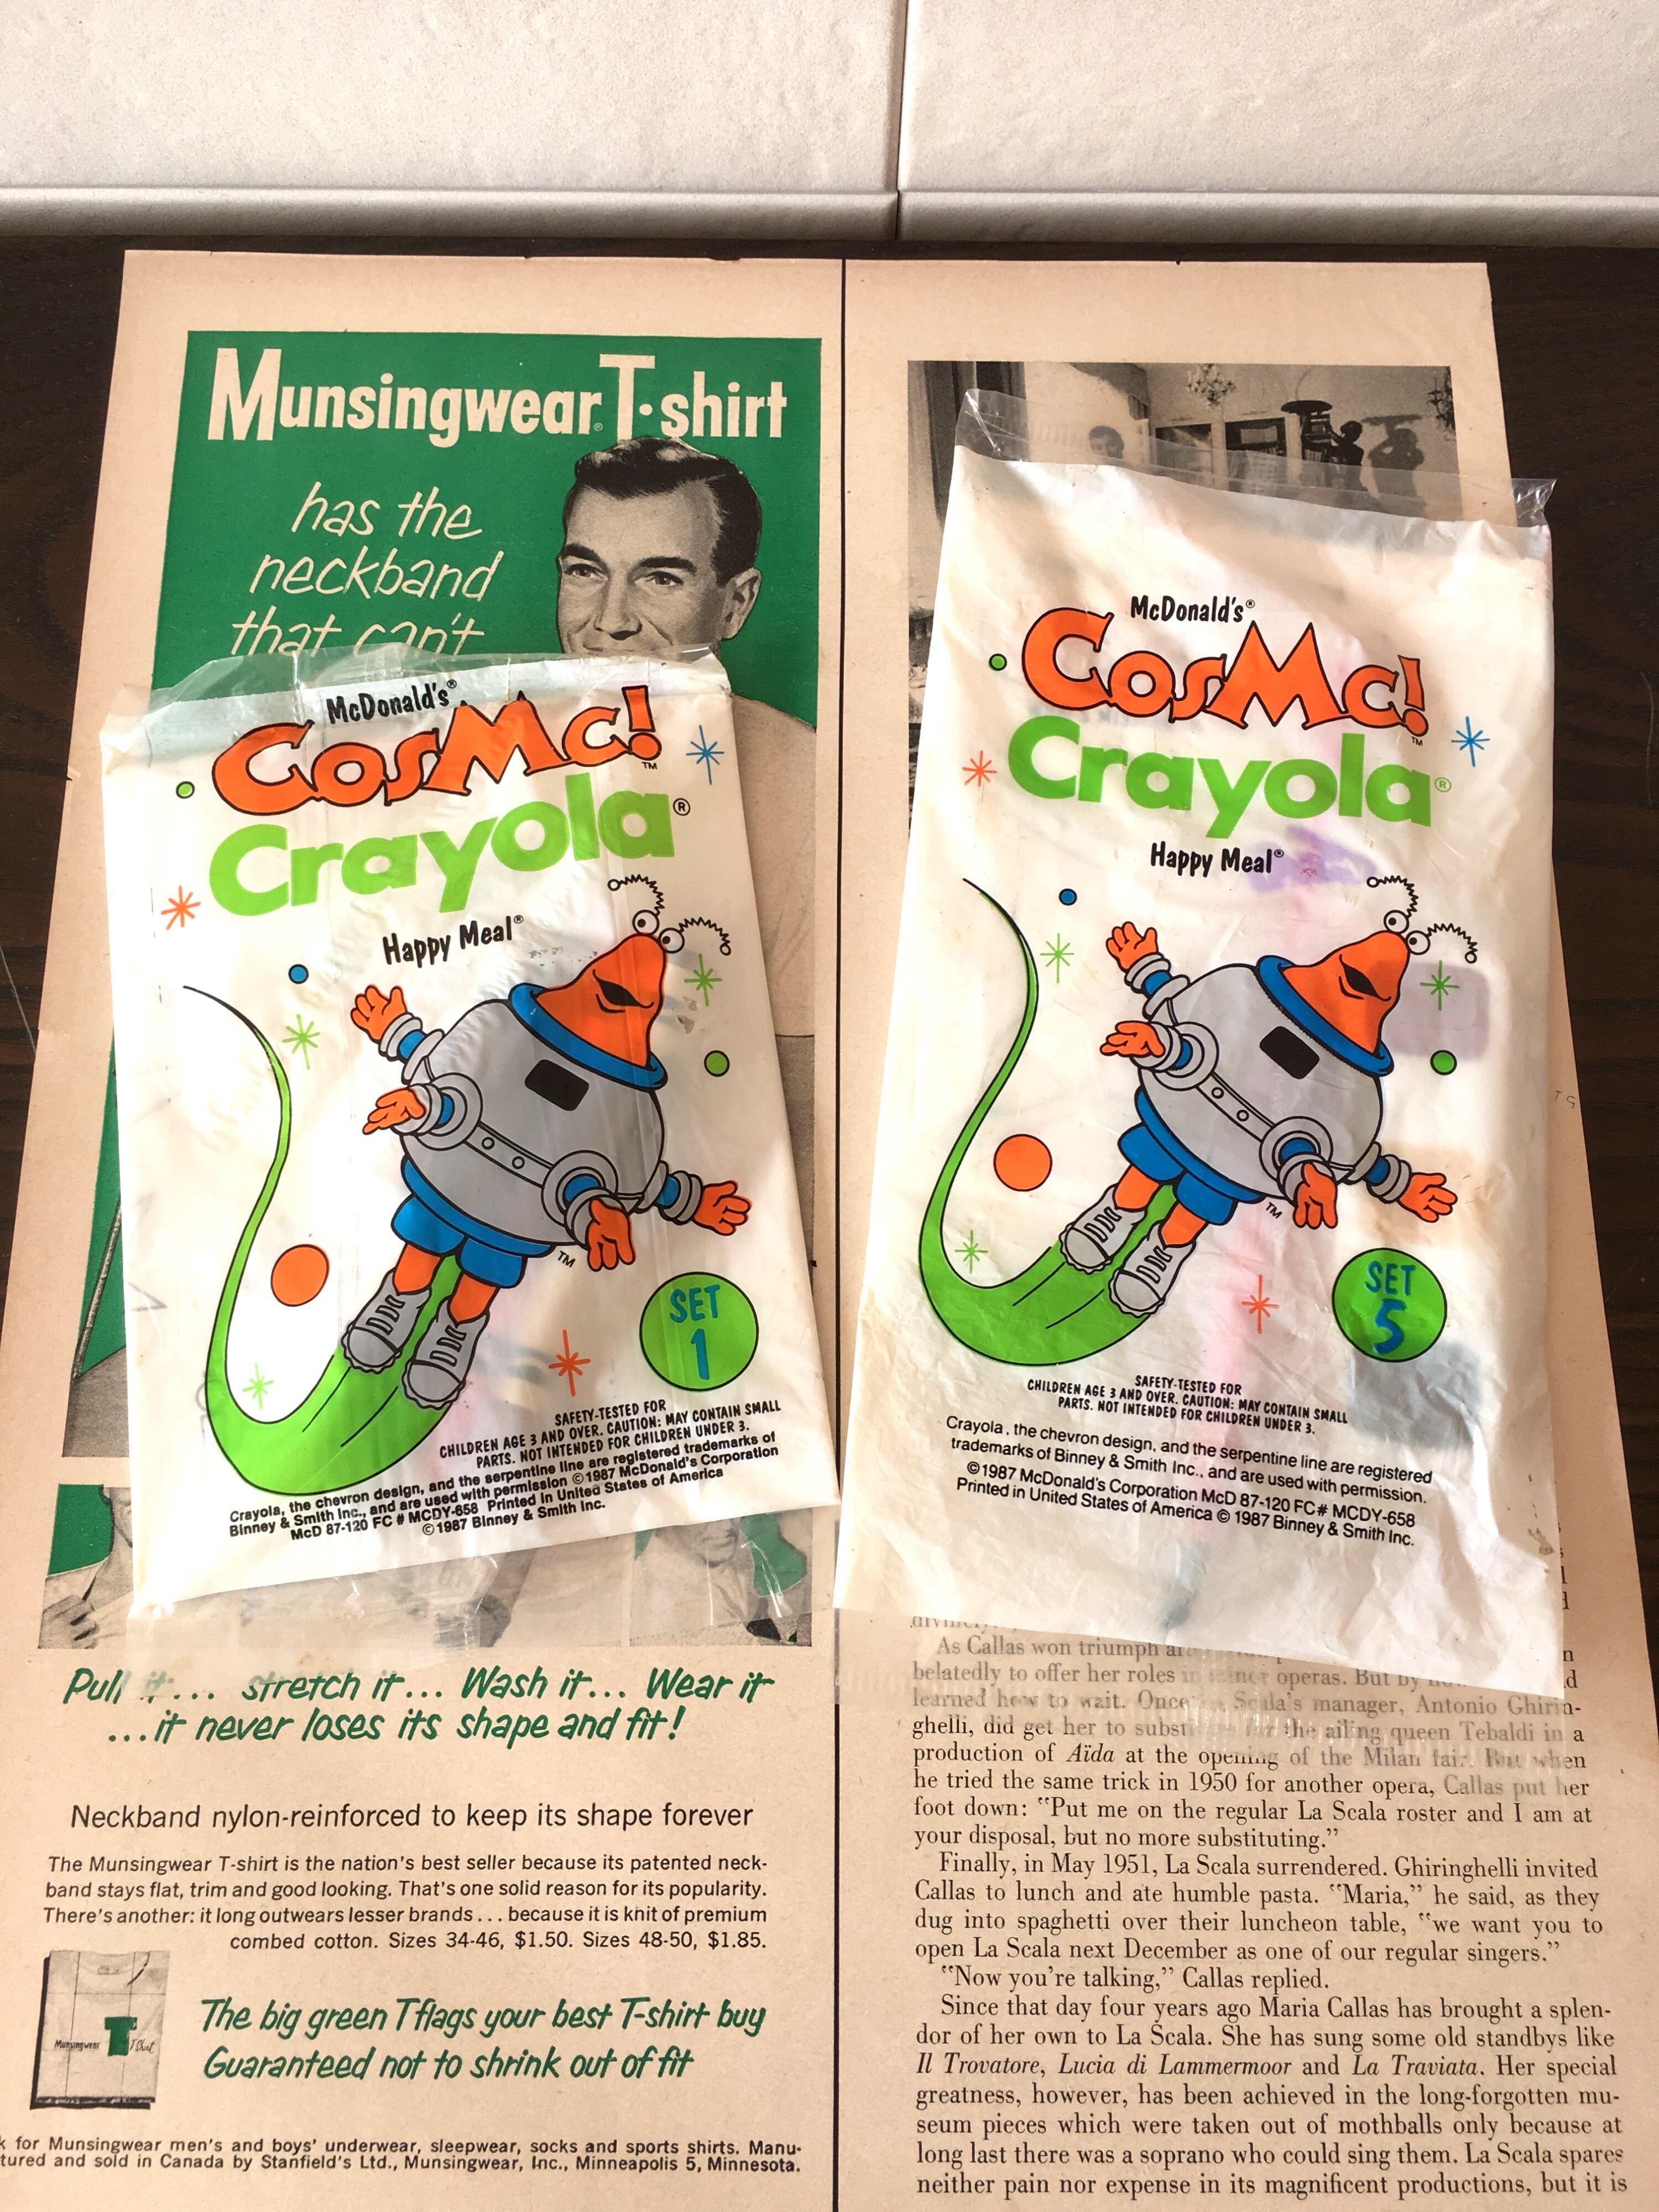 Munsingwear® T-shirt
has the
neckband
that can't
McDonald's®
CosMc!™
Crayola®
Happy Meal®
™
SET
1
SAFETY-TESTED FOR
CHILDREN AGE 3 AND OVER. CAUTION: MAY CONTAIN SMALL
PARTS. NOT INTENDED FOR CHILDREN UNDER 3.
Crayola, the chevron design, and the serpentine line are registered trademarks of
Binney & Smith Inc., and are used with permission ©1987 McDonald's Corporation
McD 87-120 FC # MCDY-658 Printed in United States of America
©1987 Binney & Smith Inc.
Pull it... stretch it... Wash it... Wear it
...it never loses its shape and fit!
Neckband nylon-reinforced to keep its shape forever
The Munsingwear T-shirt is the nation's best seller because its patented neck-
band stays flat, trim and good looking. That's one solid reason for its popularity.
There's another: it long outwears lesser brands... because it is knit of premium
combed cotton. Sizes 34-46, $1.50. Sizes 48-50, $1.85.
Munsingwear T Shirt
The big green T flags your best T-shirt buy
Guaranteed not to shrink out of fit
for Munsingwear men's and boys' underwear, sleepwear, socks and sports shirts. Manu-
tured and sold in Canada by Stanfield's Ltd., Munsingwear, Inc., Minneapolis 5, Minnesota.
McDonald's®
CosMc!™
Crayola®
Happy Meal®
™
SET
5
SAFETY-TESTED FOR
CHILDREN AGE 3 AND OVER. CAUTION: MAY CONTAIN SMALL
PARTS. NOT INTENDED FOR CHILDREN UNDER 3.
Crayola, the chevron design, and the serpentine line are registered
trademarks of Binney & Smith Inc., and are used with permission.
©1987 McDonald's Corporation McD 87-120 FC# MCDY-658
Printed in United States of America © 1987 Binney & Smith Inc.
As Callas won triumph
belatedly to offer her roles in minor operas. But by
learned how to wait. Once Scala's manager, Antonio Ghirin-
ghelli, did get her to substitute for the ailing queen Tebaldi in a
production of Aïda at the opening of the Milan fair. But when
he tried the same trick in 1950 for another opera, Callas put her
foot down: "Put me on the regular La Scala roster and I am at
your disposal, but no more substituting."
Finally, in May 1951, La Scala surrendered. Ghiringhelli invited
Callas to lunch and ate humble pasta. "Maria," he said, as they
dug into spaghetti over their luncheon table, "we want you to
open La Scala next December as one of our regular singers."
"Now you're talking," Callas replied.
Since that day four years ago Maria Callas has brought a splen-
dor of her own to La Scala. She has sung some old standbys like
Il Trovatore, Lucia di Lammermoor and La Traviata. Her special
greatness, however, has been achieved in the long-forgotten mu-
seum pieces which were taken out of mothballs only because at
long last there was a soprano who could sing them. La Scala spares
neither pain nor expense in its magnificent productions, but it is